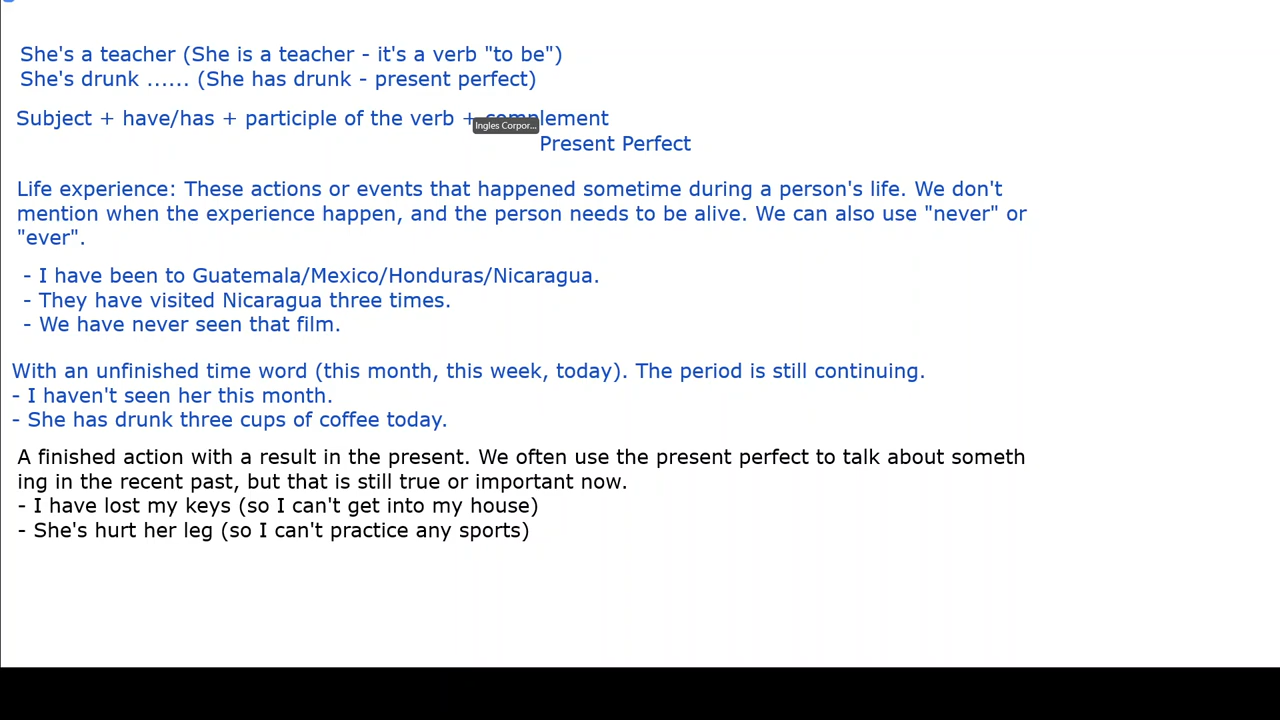 She's a teacher (She is a teacher - it's a verb "to be")
She's drunk ...... (She has drunk - present perfect)
Subject + have/has + participle of the verb + complement
Ingles Corpor...
Present Perfect
Life experience: These actions or events that happened sometime during a person's life. We don't
mention when the experience happen, and the person needs to be alive. We can also use "never" or
"ever".
- I have been to Guatemala/Mexico/Honduras/Nicaragua.
- They have visited Nicaragua three times.
- We have never seen that film.
With an unfinished time word (this month, this week, today). The period is still continuing.
- I haven't seen her this month.
- She has drunk three cups of coffee today.
A finished action with a result in the present. We often use the present perfect to talk about someth
ing in the recent past, but that is still true or important now.
- I have lost my keys (so I can't get into my house)
- She's hurt her leg (so I can't practice any sports)